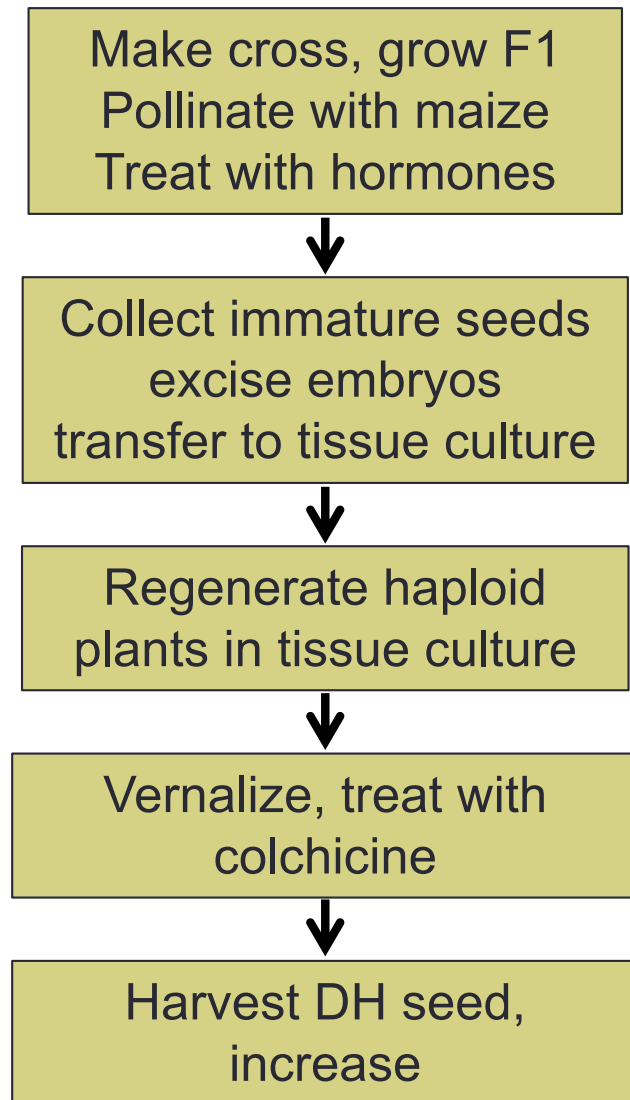 Make cross, grow F1
Pollinate with maize
Treat with hormones
Collect immature seeds
excise embryos
transfer to tissue culture
Regenerate haploid
plants in tissue culture
Vernalize, treat with
colchicine
Harvest DH seed,
increase